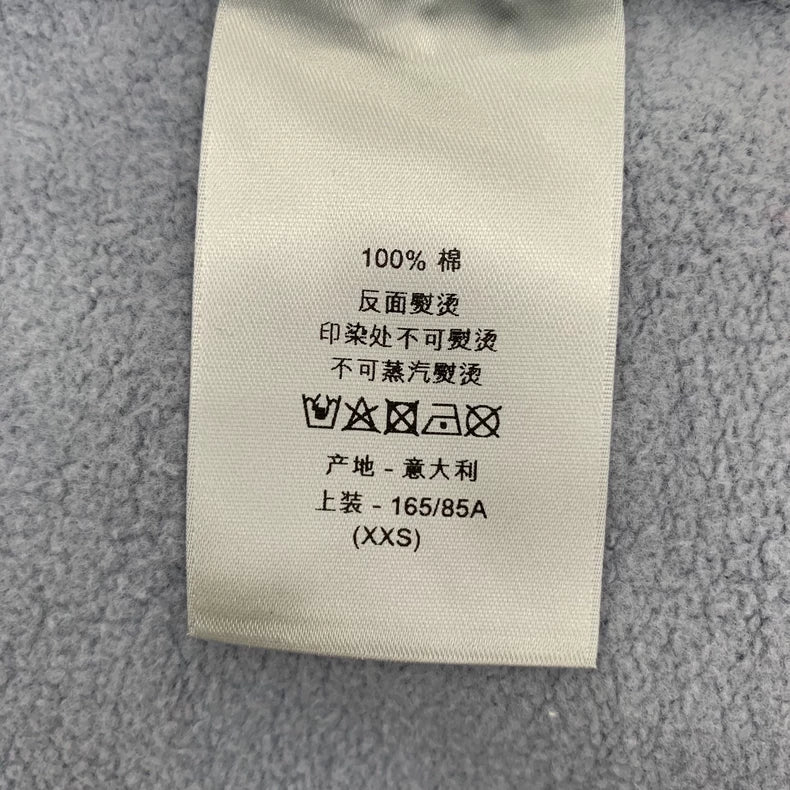 100% 棉
反面熨烫
印染处不可熨烫
不可蒸汽熨烫
产地 - 意大利
上装 - 165/85A
(XXS)